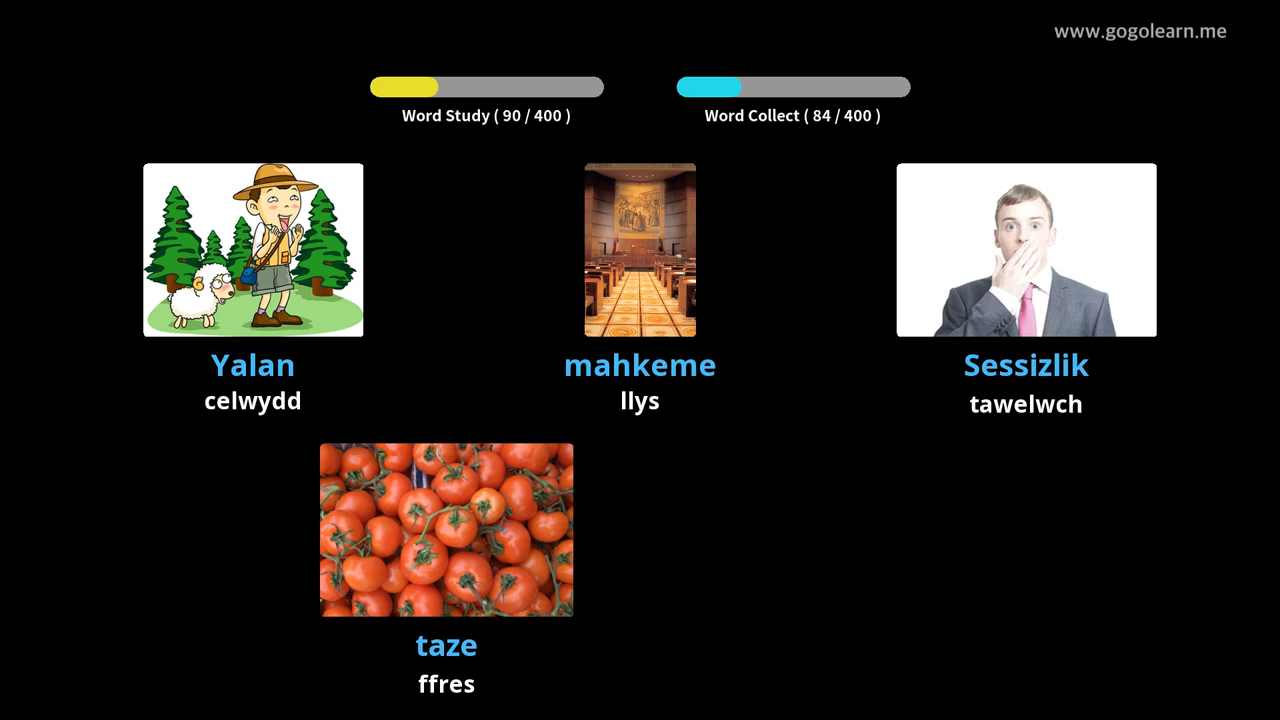 www.gogolearn.me
Word Study ( 90 / 400 )
Word Collect ( 84 / 400 )
Yalan
celwydd
mahkeme
llys
Sessizlik
tawelwch
taze
ffres